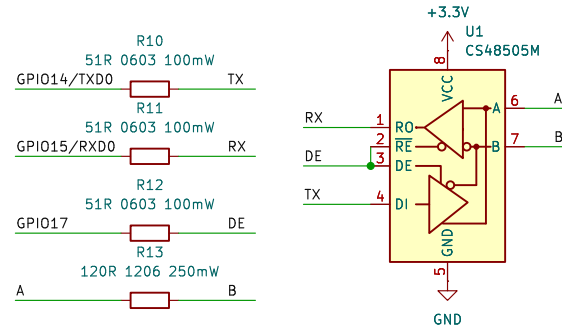 R10
51R 0603 100mW
GPIO14/TXD0 TX
R11
51R 0603 100mW
GPIO15/RXD0 RX
R12
51R 0603 100mW
GPIO17 DE
R13
120R 1206 250mW
A B
+3.3V
U1
CS48505M
8
VCC
RX 1 RO
2 RE
DE 3 DE
TX 4 DI
A 6 A
B 7 B
GND
5
GND